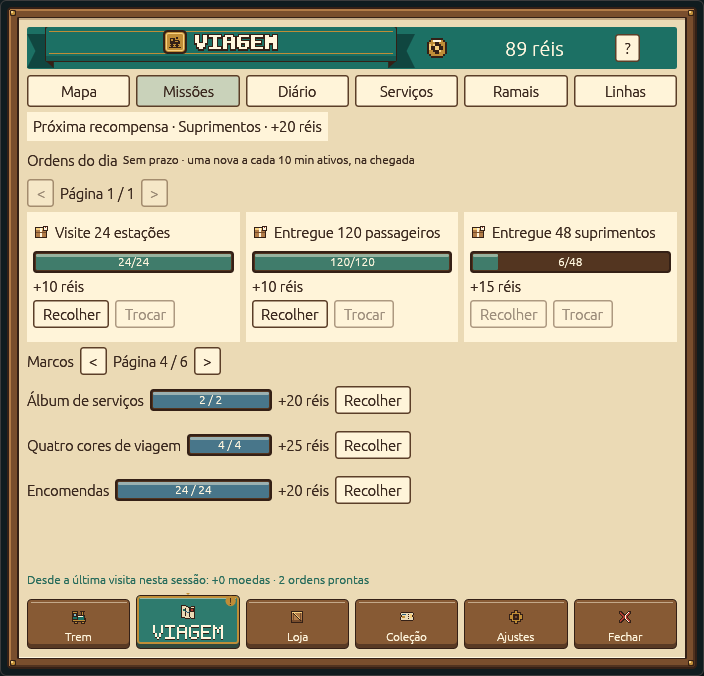 VIAGEM
89 réis
?
Mapa
Missões
Diário
Serviços
Ramais
Linhas
Próxima recompensa · Suprimentos · +20 réis
Ordens do dia Sem prazo · uma nova a cada 10 min ativos, na chegada
< Página 1 / 1 >
Visite 24 estações
24/24
+10 réis
Recolher Trocar
Entregue 120 passageiros
120/120
+10 réis
Recolher Trocar
Entregue 48 suprimentos
6/48
+15 réis
Recolher Trocar
Marcos < Página 4 / 6 >
Álbum de serviços 2 / 2 +20 réis Recolher
Quatro cores de viagem 4 / 4 +25 réis Recolher
Encomendas 24 / 24 +20 réis Recolher
Desde a última visita nesta sessão: +0 moedas · 2 ordens prontas
Trem
!
VIAGEM
Loja
Coleção
Ajustes
Fechar